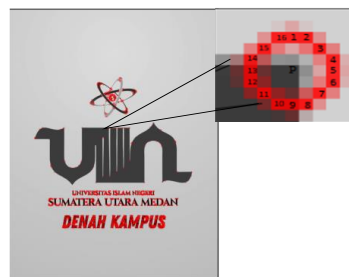 UIN
UNIVERSITAS ISLAM NEGERI
SUMATERA UTARA MEDAN
DENAH KAMPUS
16 1 2
15 3
14 4
13 P 5
12 6
11 7
10 9 8